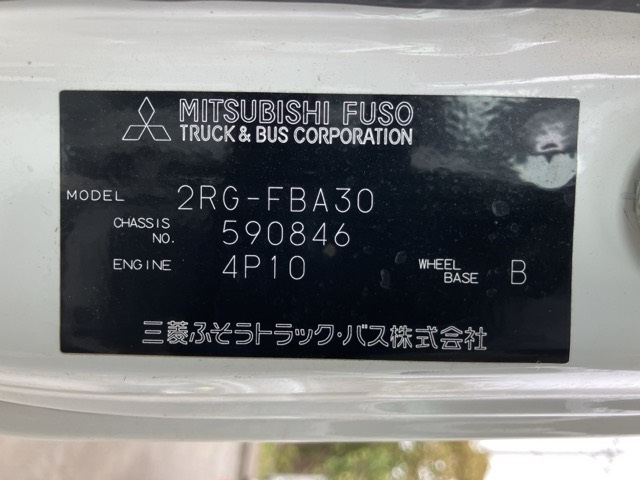 MITSUBISHI FUSO
TRUCK & BUS CORPORATION
MODEL 2RG-FBA30
CHASSIS NO. 590846
ENGINE 4P10 WHEEL BASE B
三菱ふそうトラック・バス株式会社